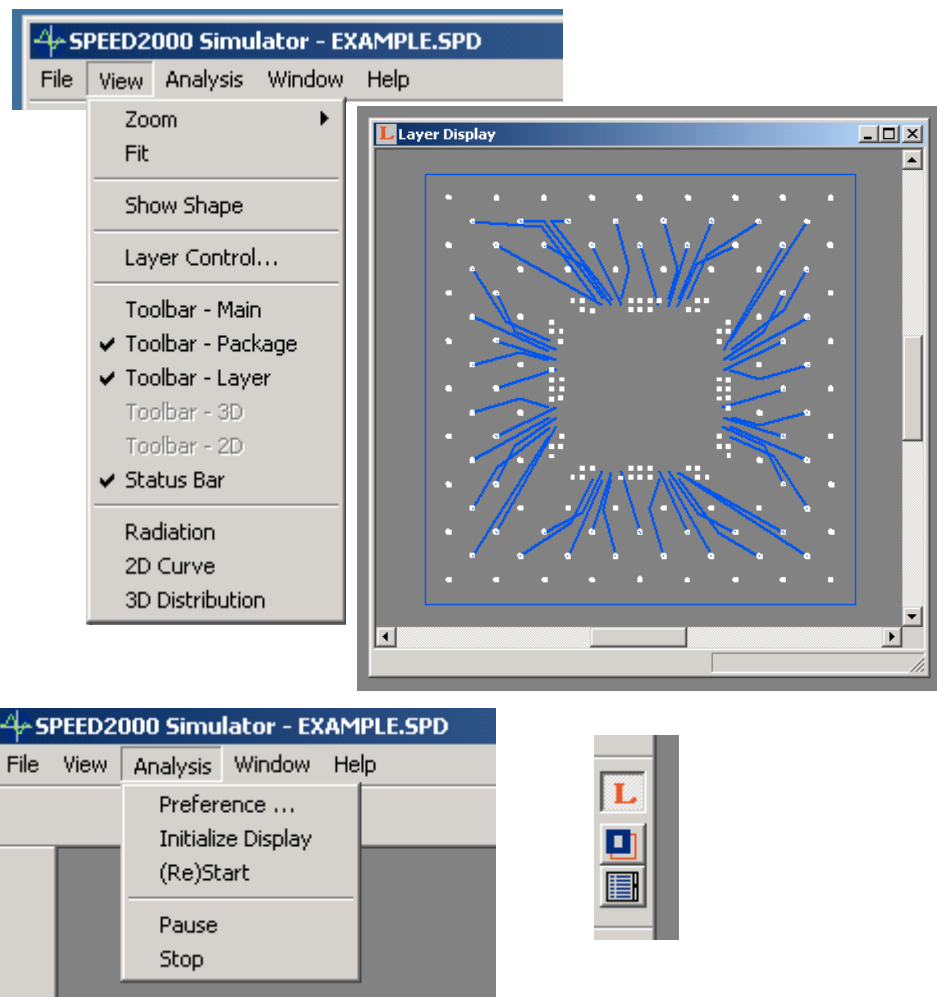 SPEED2000 Simulator - EXAMPLE.SPD
File View Analysis Window Help
Zoom
Fit
Show Shape
Layer Control...
Toolbar - Main
Toolbar - Package
Toolbar - Layer
Toolbar - 3D
Toolbar - 2D
Status Bar
Radiation
2D Curve
3D Distribution
L Layer Display
SPEED2000 Simulator - EXAMPLE.SPD
File View Analysis Window Help
Preference ...
Initialize Display
(Re)Start
Pause
Stop
L